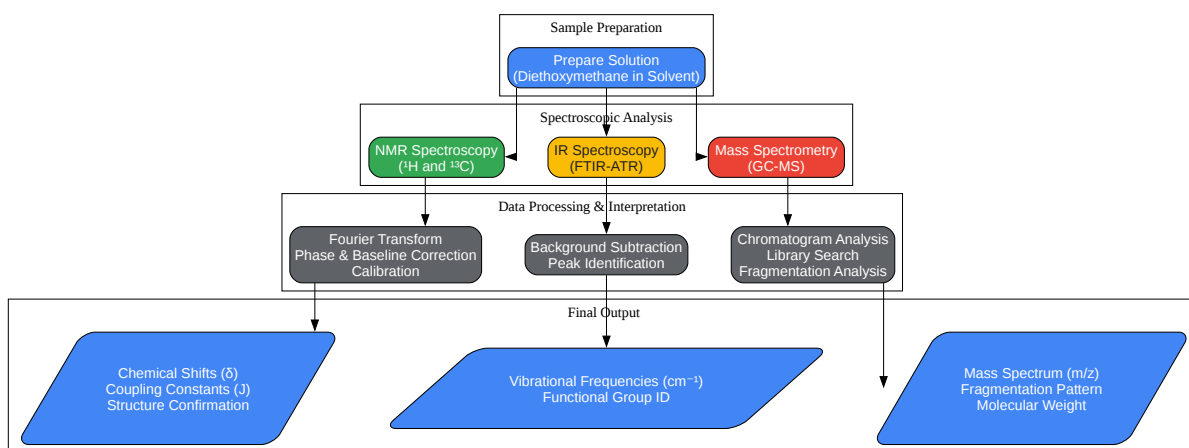 Sample Preparation
Prepare Solution
(Diethoxymethane in Solvent)
Spectroscopic Analysis
NMR Spectroscopy
(¹H and ¹³C)
IR Spectroscopy
(FTIR-ATR)
Mass Spectrometry
(GC-MS)
Data Processing & Interpretation
Fourier Transform
Phase & Baseline Correction
Calibration
Background Subtraction
Peak Identification
Chromatogram Analysis
Library Search
Fragmentation Analysis
Final Output
Chemical Shifts (δ)
Coupling Constants (J)
Structure Confirmation
Vibrational Frequencies (cm⁻¹)
Functional Group ID
Mass Spectrum (m/z)
Fragmentation Pattern
Molecular Weight